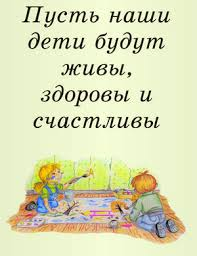 Пусть наши
дети будут
живы,
здоровы и
счастливы